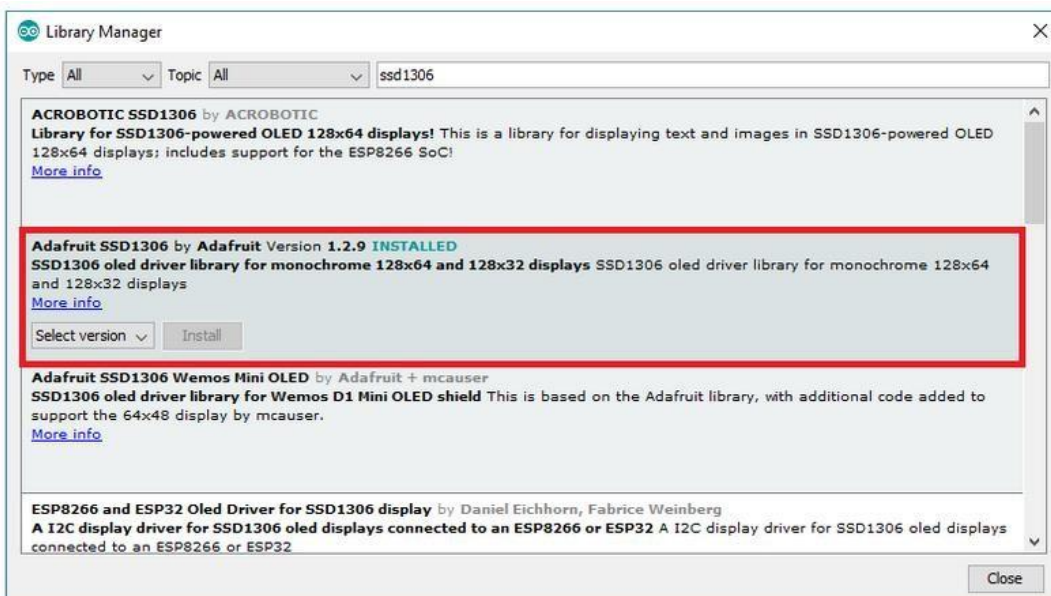 Library Manager
Type All Topic All ssd1306
ACROBOTIC SSD1306 by ACROBOTIC
Library for SSD1306-powered OLED 128x64 displays! This is a library for displaying text and images in SSD1306-powered OLED
128x64 displays; includes support for the ESP8266 SoC!
More info
Adafruit SSD1306 by Adafruit Version 1.2.9 INSTALLED
SSD1306 oled driver library for monochrome 128x64 and 128x32 displays SSD1306 oled driver library for monochrome 128x64
and 128x32 displays
More info
Select version Install
Adafruit SSD1306 Wemos Mini OLED by Adafruit + mcauser
SSD1306 oled driver library for Wemos D1 Mini OLED shield This is based on the Adafruit library, with additional code added to
support the 64x48 display by mcauser.
More info
ESP8266 and ESP32 Oled Driver for SSD1306 display by Daniel Eichhorn, Fabrice Weinberg
A I2C display driver for SSD1306 oled displays connected to an ESP8266 or ESP32 A I2C display driver for SSD1306 oled displays
connected to an ESP8266 or ESP32
Close